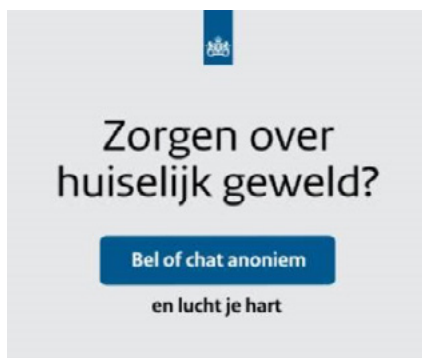 Zorgen over
huiselijk geweld?
Bel of chat anoniem
en lucht je hart